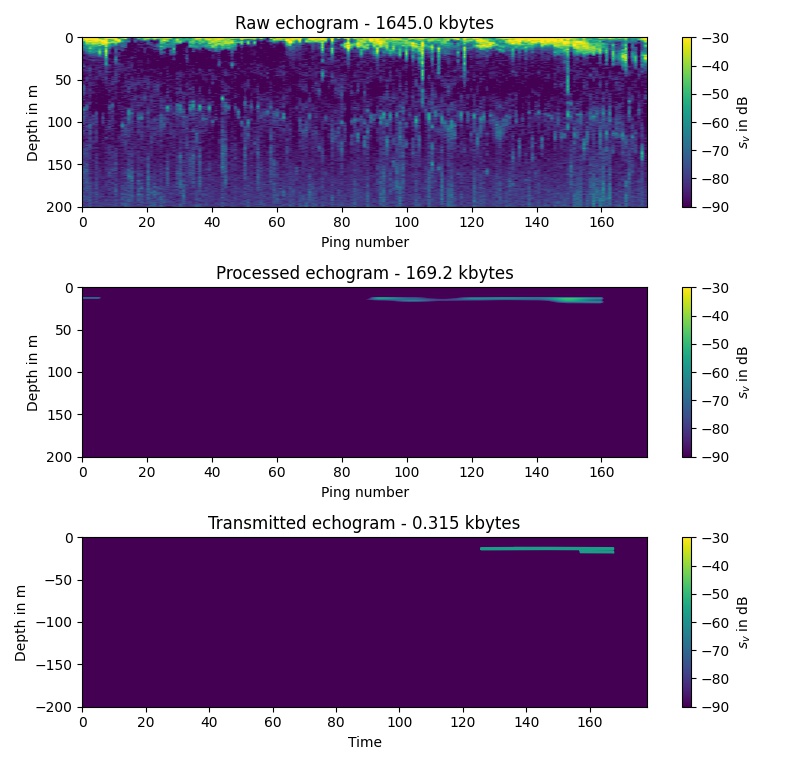 Raw echogram - 1645.0 kbytes
0
50
100
150
200
Depth in m
0 20 40 60 80 100 120 140 160
Ping number
−30
−40
−50
−60
−70
−80
−90
sv in dB
Processed echogram - 169.2 kbytes
0
50
100
150
200
Depth in m
0 20 40 60 80 100 120 140 160
Ping number
−30
−40
−50
−60
−70
−80
−90
sv in dB
Transmitted echogram - 0.315 kbytes
0
−50
−100
−150
−200
Depth in m
0 20 40 60 80 100 120 140 160
Time
−30
−40
−50
−60
−70
−80
−90
sv in dB